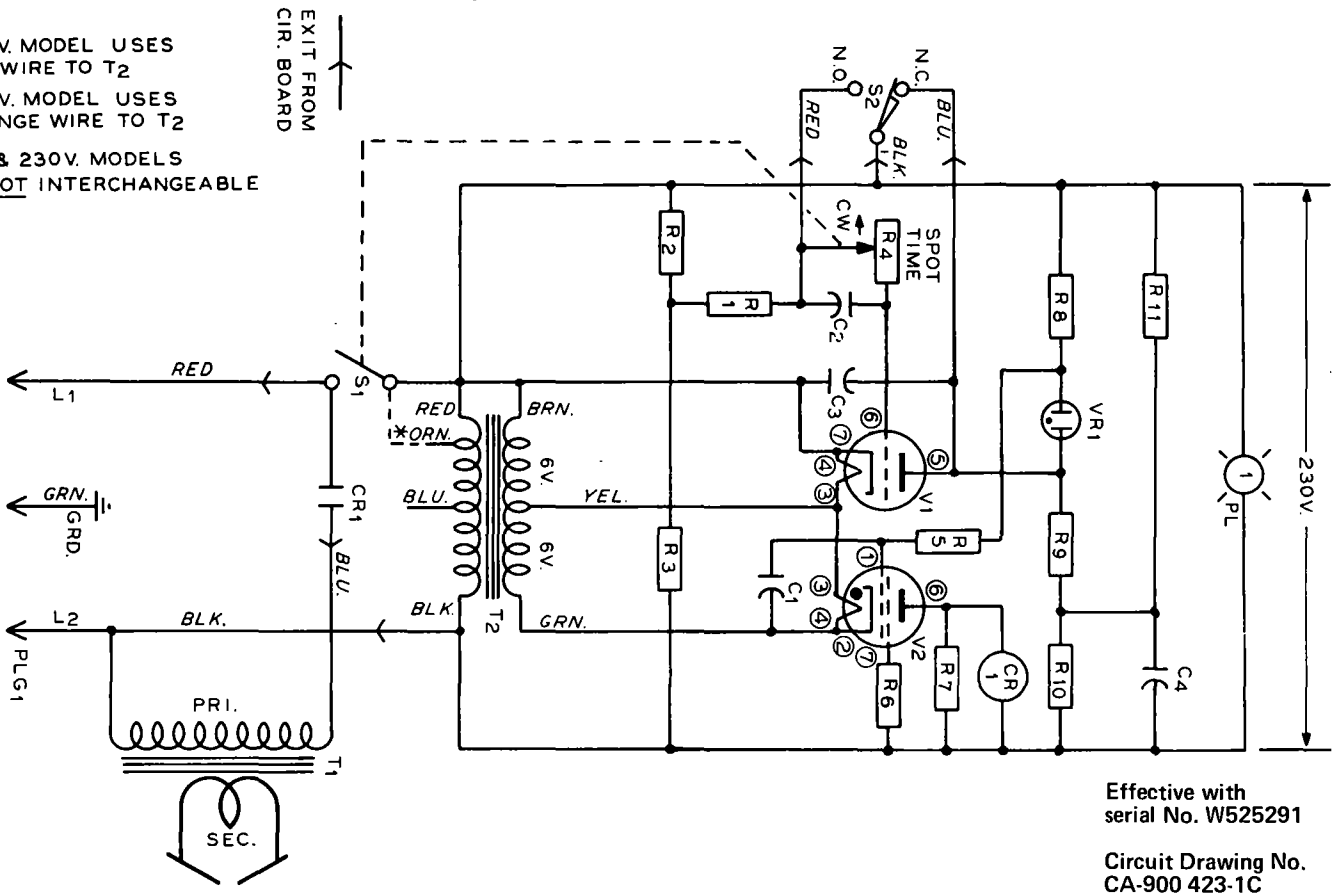 V. MODEL USES
WIRE TO T2
V. MODEL USES
NGE WIRE TO T2
& 230V. MODELS
OT INTERCHANGEABLE
EXIT FROM
CIR. BOARD
N.O.
S2
N.C.
RED
BLK.
BLU.
CW
R4
SPOT
TIME
R2
R1
C2
R8
R11
RED
L1
S1
RED
*ORN.
BRN.
C3
6
7
4
3
5
V1
VR1
1
PL
230V.
GRN.
GRD.
CR1
BLU.
BLU.
6V.
YEL.
6V.
R3
R5
R9
C1
1
3
4
2
7
6
V2
L2
BLK.
BLK.
T2
GRN.
R6
R7
CR
1
R10
C4
PLG1
PRI.
T1
SEC.
Effective with
serial No. W525291
Circuit Drawing No.
CA-900 423-1C